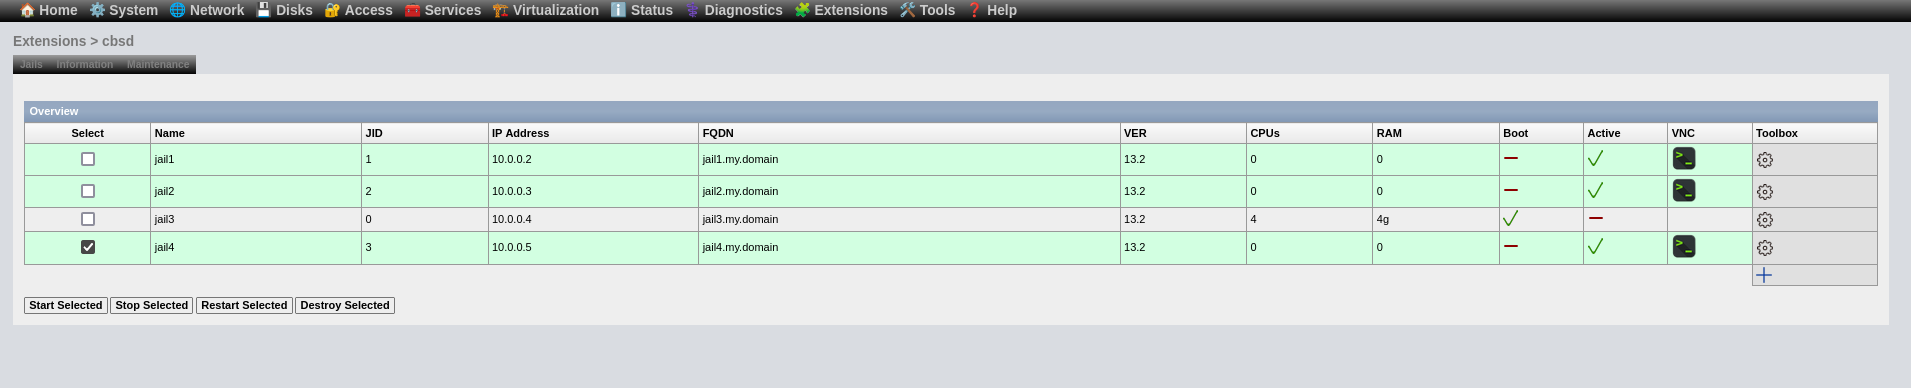 Home System Network Disks Access Services Virtualization Status Diagnostics Extensions Tools Help
Extensions > cbsd
Jails Information Maintenance
Overview
Select Name JID IP Address FQDN VER CPUs RAM Boot Active VNC Toolbox
jail1 1 10.0.0.2 jail1.my.domain 13.2 0 0
jail2 2 10.0.0.3 jail2.my.domain 13.2 0 0
jail3 0 10.0.0.4 jail3.my.domain 13.2 4 4g
jail4 3 10.0.0.5 jail4.my.domain 13.2 0 0
Start Selected Stop Selected Restart Selected Destroy Selected